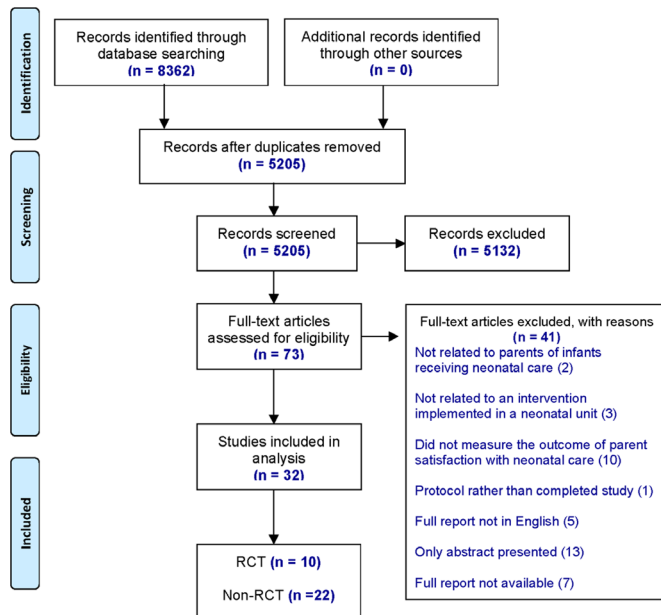 Identification
Records identified through
database searching
(n = 8362)
Additional records identified
through other sources
(n = 0)
Records after duplicates removed
(n = 5205)
Screening
Records screened
(n = 5205)
Records excluded
(n = 5132)
Eligibility
Full-text articles
assessed for eligibility
(n = 73)
Full-text articles excluded, with reasons
(n = 41)
Not related to parents of infants
receiving neonatal care (2)
Not related to an intervention
implemented in a neonatal unit (3)
Did not measure the outcome of parent
satisfaction with neonatal care (10)
Protocol rather than completed study (1)
Full report not in English (5)
Only abstract presented (13)
Full report not available (7)
Studies included in
analysis
(n = 32)
Included
RCT (n = 10)
Non-RCT (n =22)